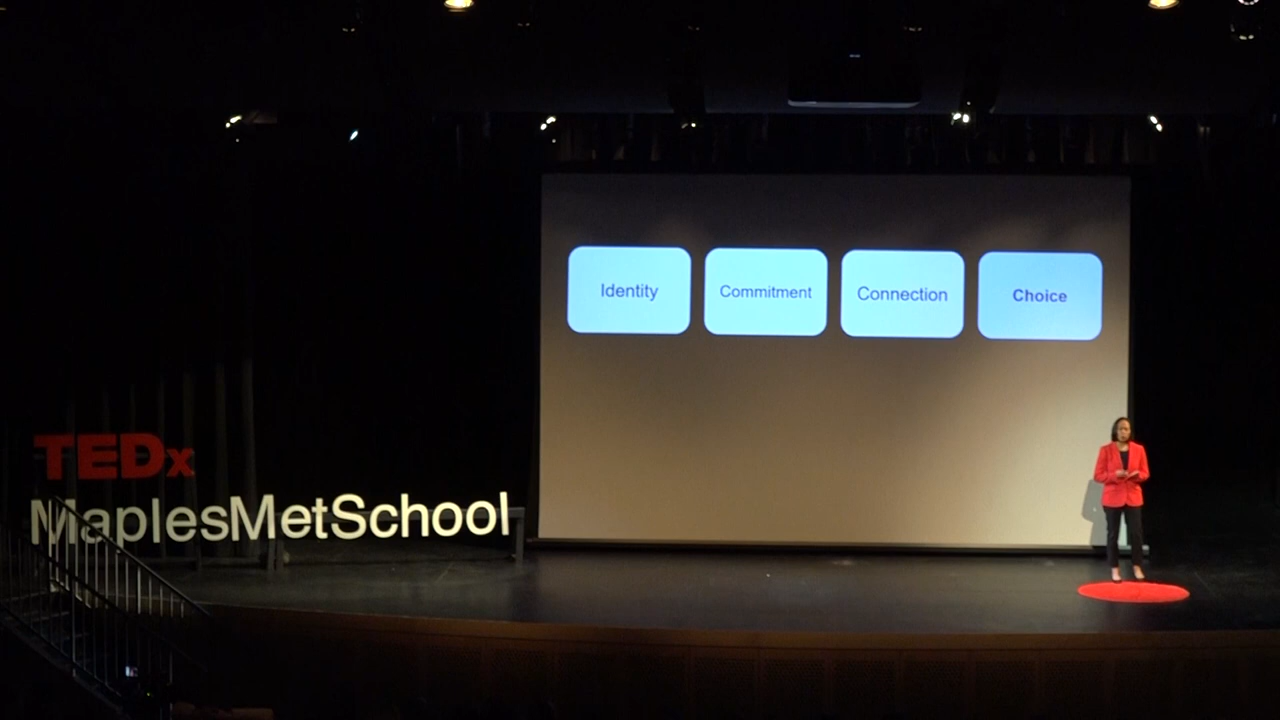 Identity
Commitment
Connection
Choice
TEDx
MaplesMetSchool